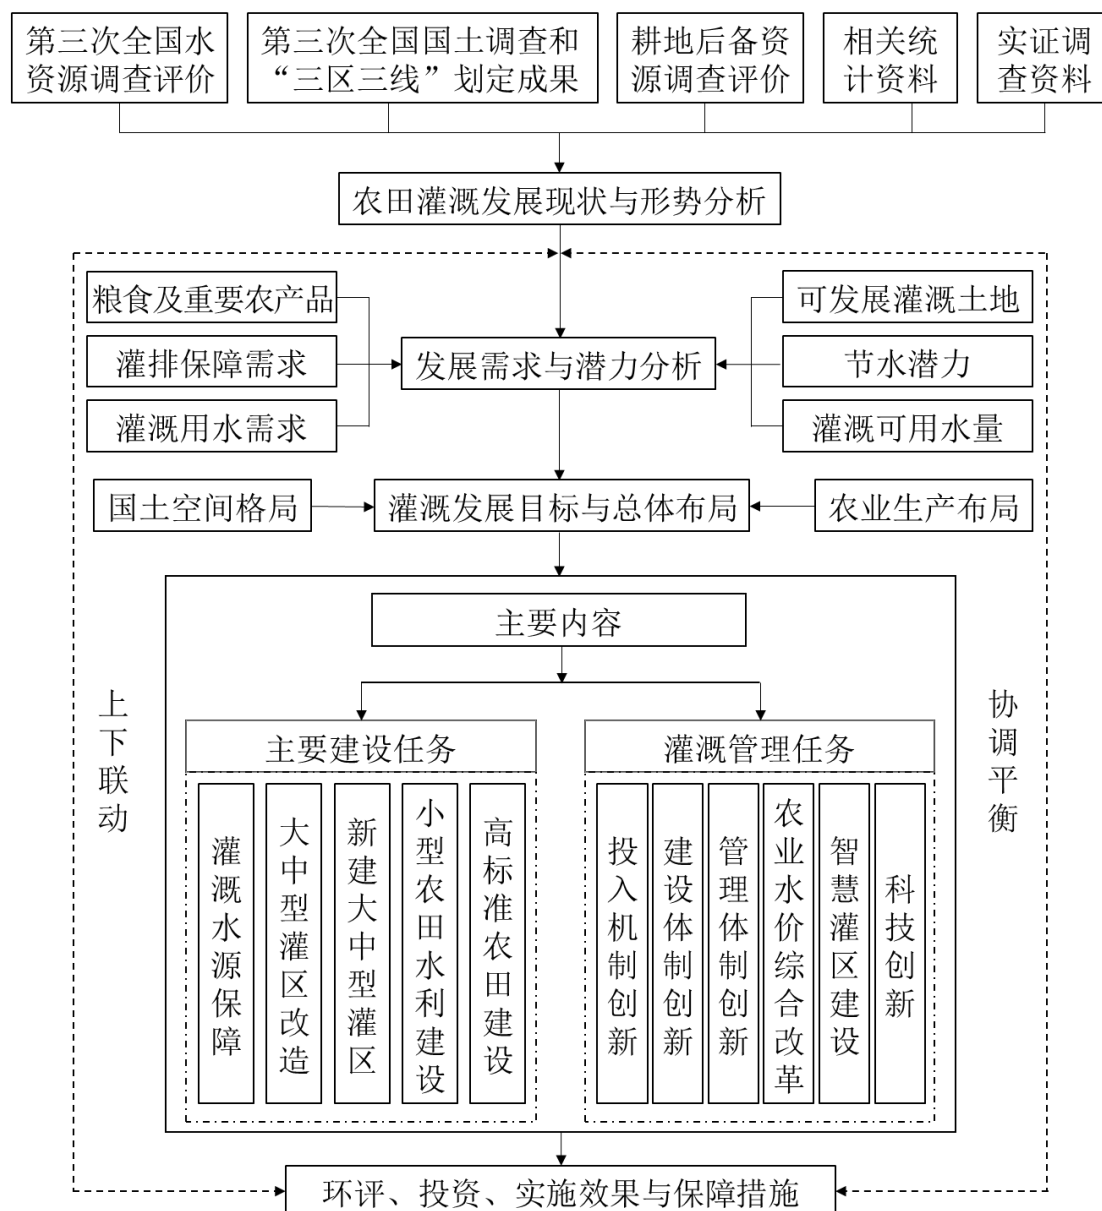 第三次全国水
资源调查评价
第三次全国国土调查和
“三区三线”划定成果
耕地后备资
源调查评价
相关统
计资料
实证调
查资料
农田灌溉发展现状与形势分析
粮食及重要农产品
灌排保障需求
灌溉用水需求
发展需求与潜力分析
可发展灌溉土地
节水潜力
灌溉可用水量
国土空间格局
灌溉发展目标与总体布局
农业生产布局
主要内容
上下联动
协调平衡
主要建设任务
灌溉水源保障
大中型灌区改造
新建大中型灌区
小型农田水利建设
高标准农田建设
灌溉管理任务
投入机制创新
建设体制创新
管理体制创新
农业水价综合改革
智慧灌区建设
科技创新
环评、投资、实施效果与保障措施